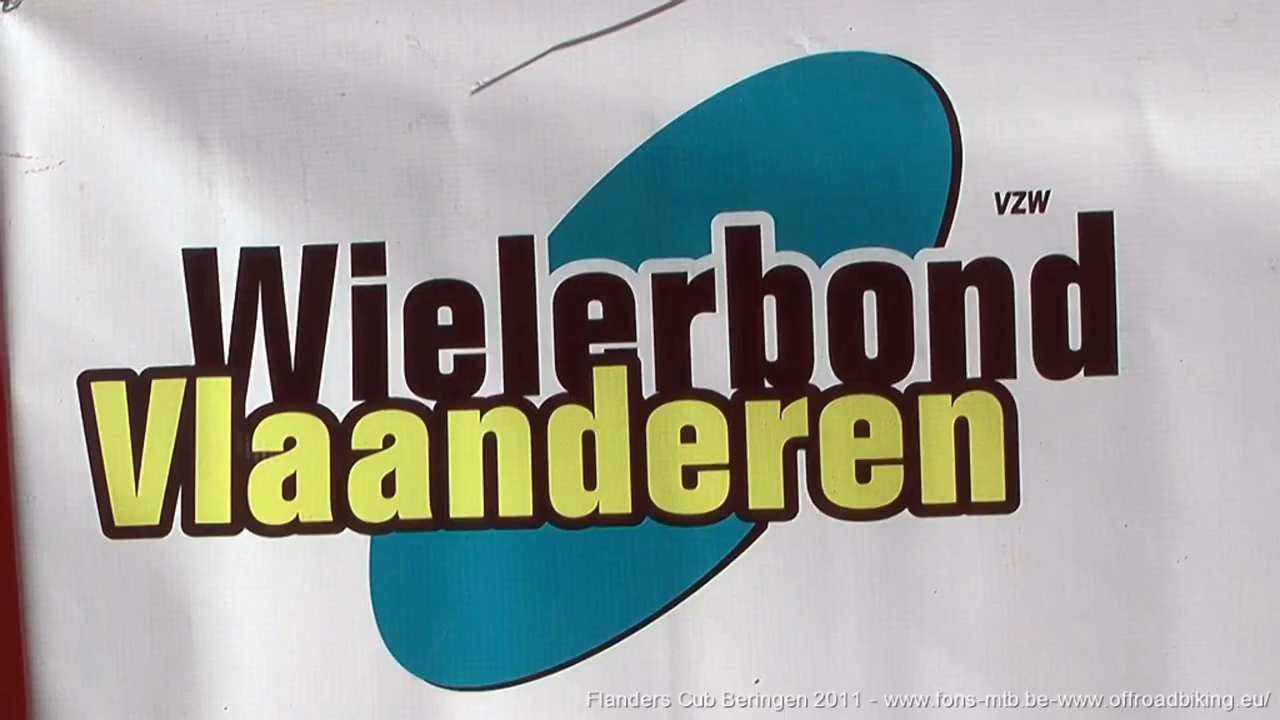 VZW
Wielerbond
Vlaanderen
Flanders Cub Beringen 2011 - www.fons-mtb.be-www.offroadbiking.eu/